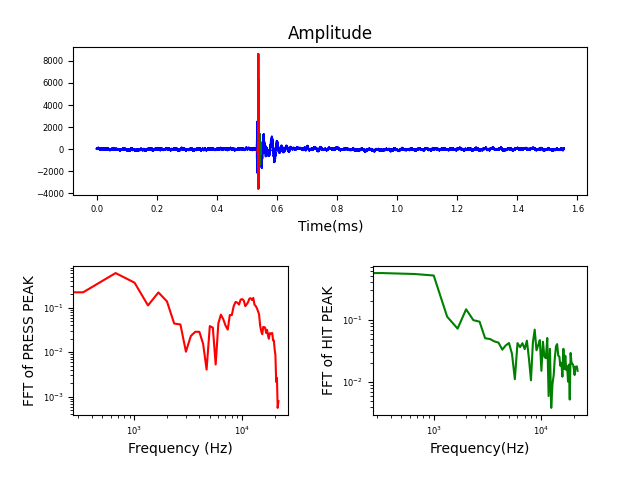 Amplitude
8000
6000
4000
2000
0
−2000
−4000
0.0 0.2 0.4 0.6 0.8 1.0 1.2 1.4 1.6
Time(ms)
FFT of PRESS PEAK
10⁻¹
10⁻²
10⁻³
10³ 10⁴
Frequency (Hz)
FFT of HIT PEAK
10⁻¹
10⁻²
10³ 10⁴
Frequency(Hz)